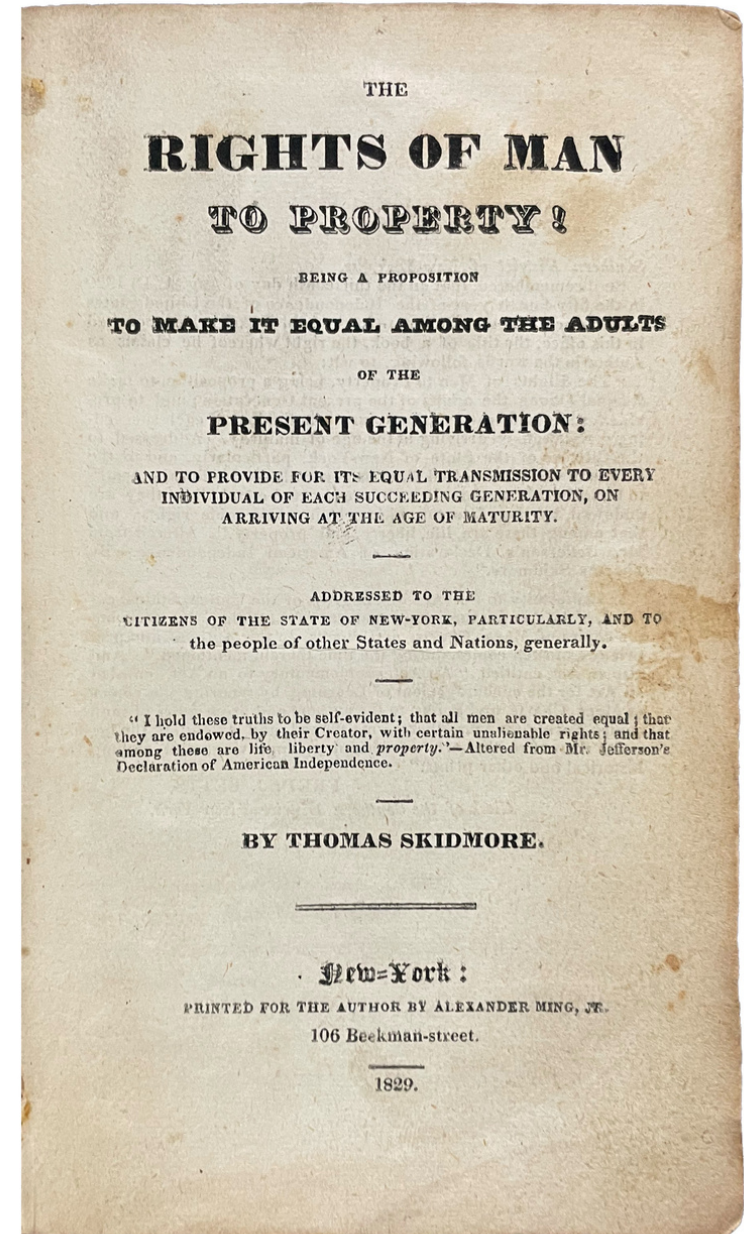 THE
RIGHTS OF MAN
TO PROPERTY!
BEING A PROPOSITION
TO MAKE IT EQUAL AMONG THE ADULTS
OF THE
PRESENT GENERATION:
AND TO PROVIDE FOR ITS EQUAL TRANSMISSION TO EVERY
INDIVIDUAL OF EACH SUCCEEDING GENERATION, ON
ARRIVING AT THE AGE OF MATURITY.
ADDRESSED TO THE
CITIZENS OF THE STATE OF NEW-YORK, PARTICULARLY, AND TO
the people of other States and Nations, generally.
“ I hold these truths to be self-evident; that all men are created equal; that
they are endowed, by their Creator, with certain unalienable rights; and that
among these are life, liberty and property.”—Altered from Mr. Jefferson's
Declaration of American Independence.
BY THOMAS SKIDMORE.
New=York:
PRINTED FOR THE AUTHOR BY ALEXANDER MING, JR.
106 Beekman-street.
1829.